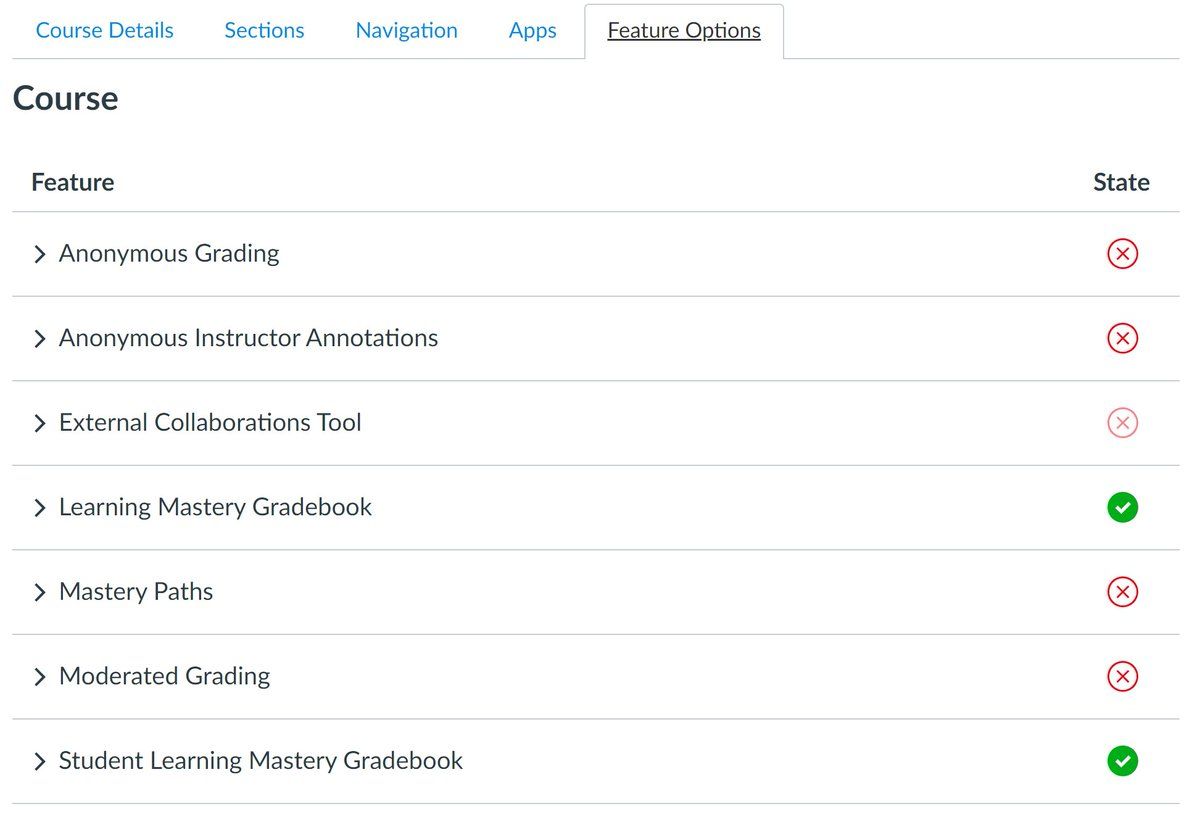 Course Details Sections Navigation Apps Feature Options
Course
Feature State
Anonymous Grading
Anonymous Instructor Annotations
External Collaborations Tool
Learning Mastery Gradebook
Mastery Paths
Moderated Grading
Student Learning Mastery Gradebook